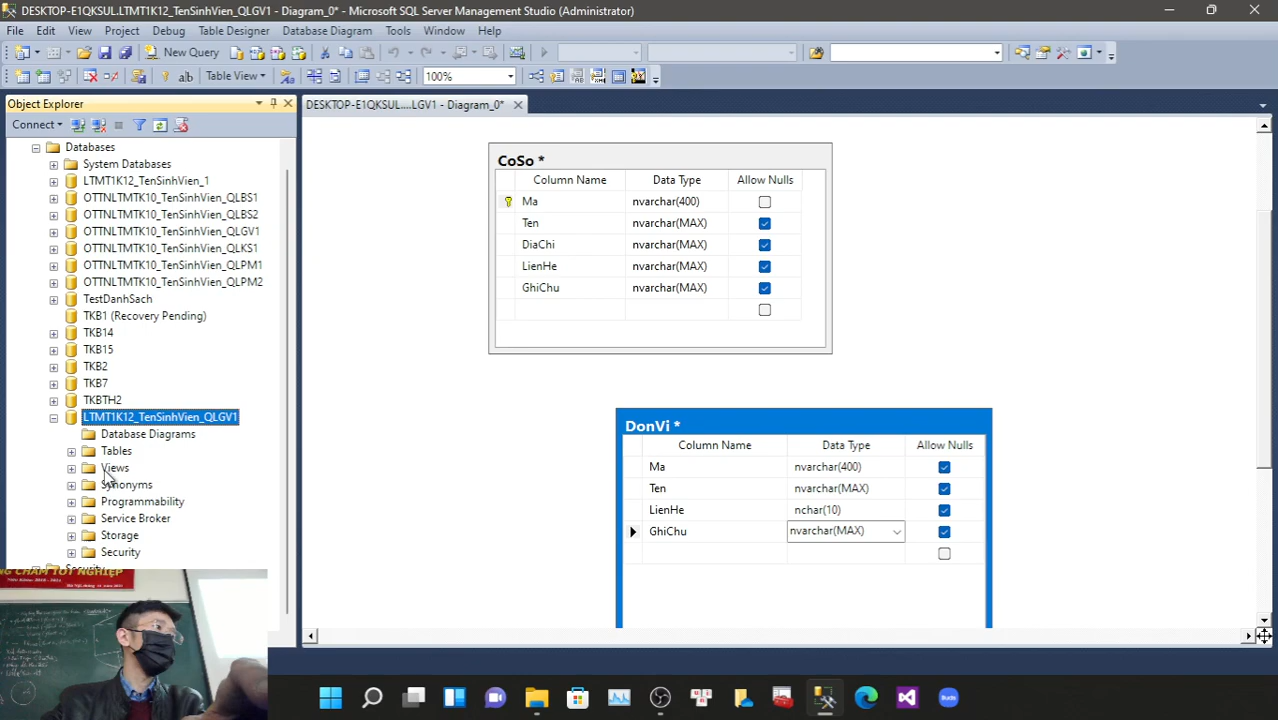 DESKTOP-E1QKSUL.LTMT1K12_TenSinhVien_QLGV1 - Diagram_0* - Microsoft SQL Server Management Studio (Administrator)
File Edit View Project Debug Table Designer Database Diagram Tools Window Help
New Query
Table View 100%
Object Explorer
DESKTOP-E1QKSUL....LGV1 - Diagram_0*
Connect
Databases
System Databases
LTMT1K12_TenSinhVien_1
OTTNLTMTK10_TenSinhVien_QLBS1
OTTNLTMTK10_TenSinhVien_QLBS2
OTTNLTMTK10_TenSinhVien_QLGV1
OTTNLTMTK10_TenSinhVien_QLKS1
OTTNLTMTK10_TenSinhVien_QLPM1
OTTNLTMTK10_TenSinhVien_QLPM2
TestDanhSach
TKB1 (Recovery Pending)
TKB14
TKB15
TKB2
TKB7
TKBTH2
LTMT1K12_TenSinhVien_QLGV1
Database Diagrams
Tables
Views
Synonyms
Programmability
Service Broker
Storage
Security
Security
CoSo *
Column Name Data Type Allow Nulls
Ma nvarchar(400)
Ten nvarchar(MAX)
DiaChi nvarchar(MAX)
LienHe nvarchar(MAX)
GhiChu nvarchar(MAX)
DonVi *
Column Name Data Type Allow Nulls
Ma nvarchar(400)
Ten nvarchar(MAX)
LienHe nchar(10)
GhiChu nvarchar(MAX)